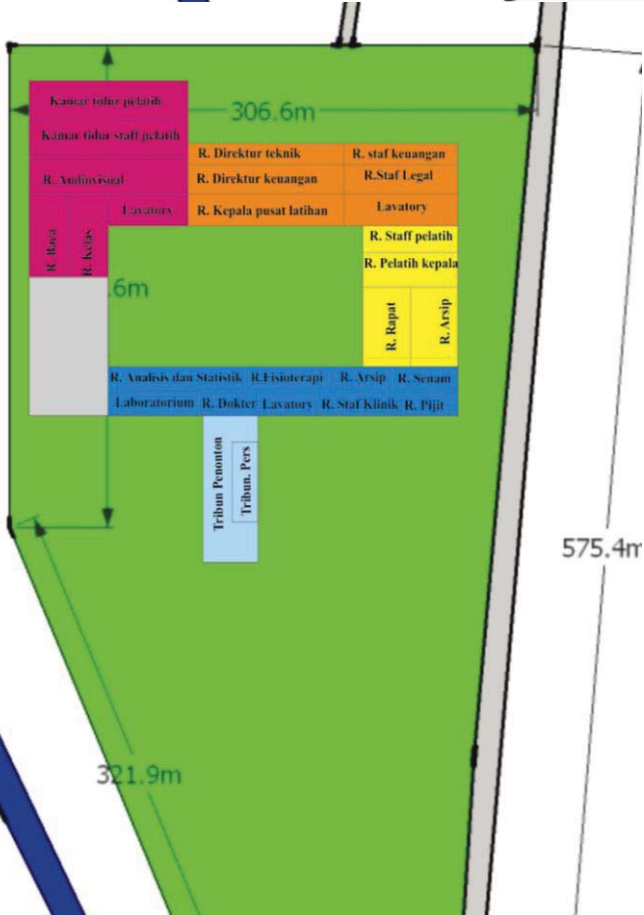 Kamar tidur pelatih
306.6m
Kamar tidur staff pelatih
R. Direktur teknik
R. staf keuangan
R. Audiovisual
R. Direktur keuangan
R.Staf Legal
Lavatory
R. Kepala pusat latihan
Lavatory
R. Baca
R. Kelas
R. Staff pelatih
R. Pelatih kepala
.6m
R. Rapat
R. Arsip
R. Analisis dan Statistik
R.Fisioterapi
R. Arsip
R. Senam
Laboratorium
R. Dokter
Lavatory
R. Staf Klinik
R. Pijit
Tribun Penonton
Tribun. Pers
575.4m
321.9m